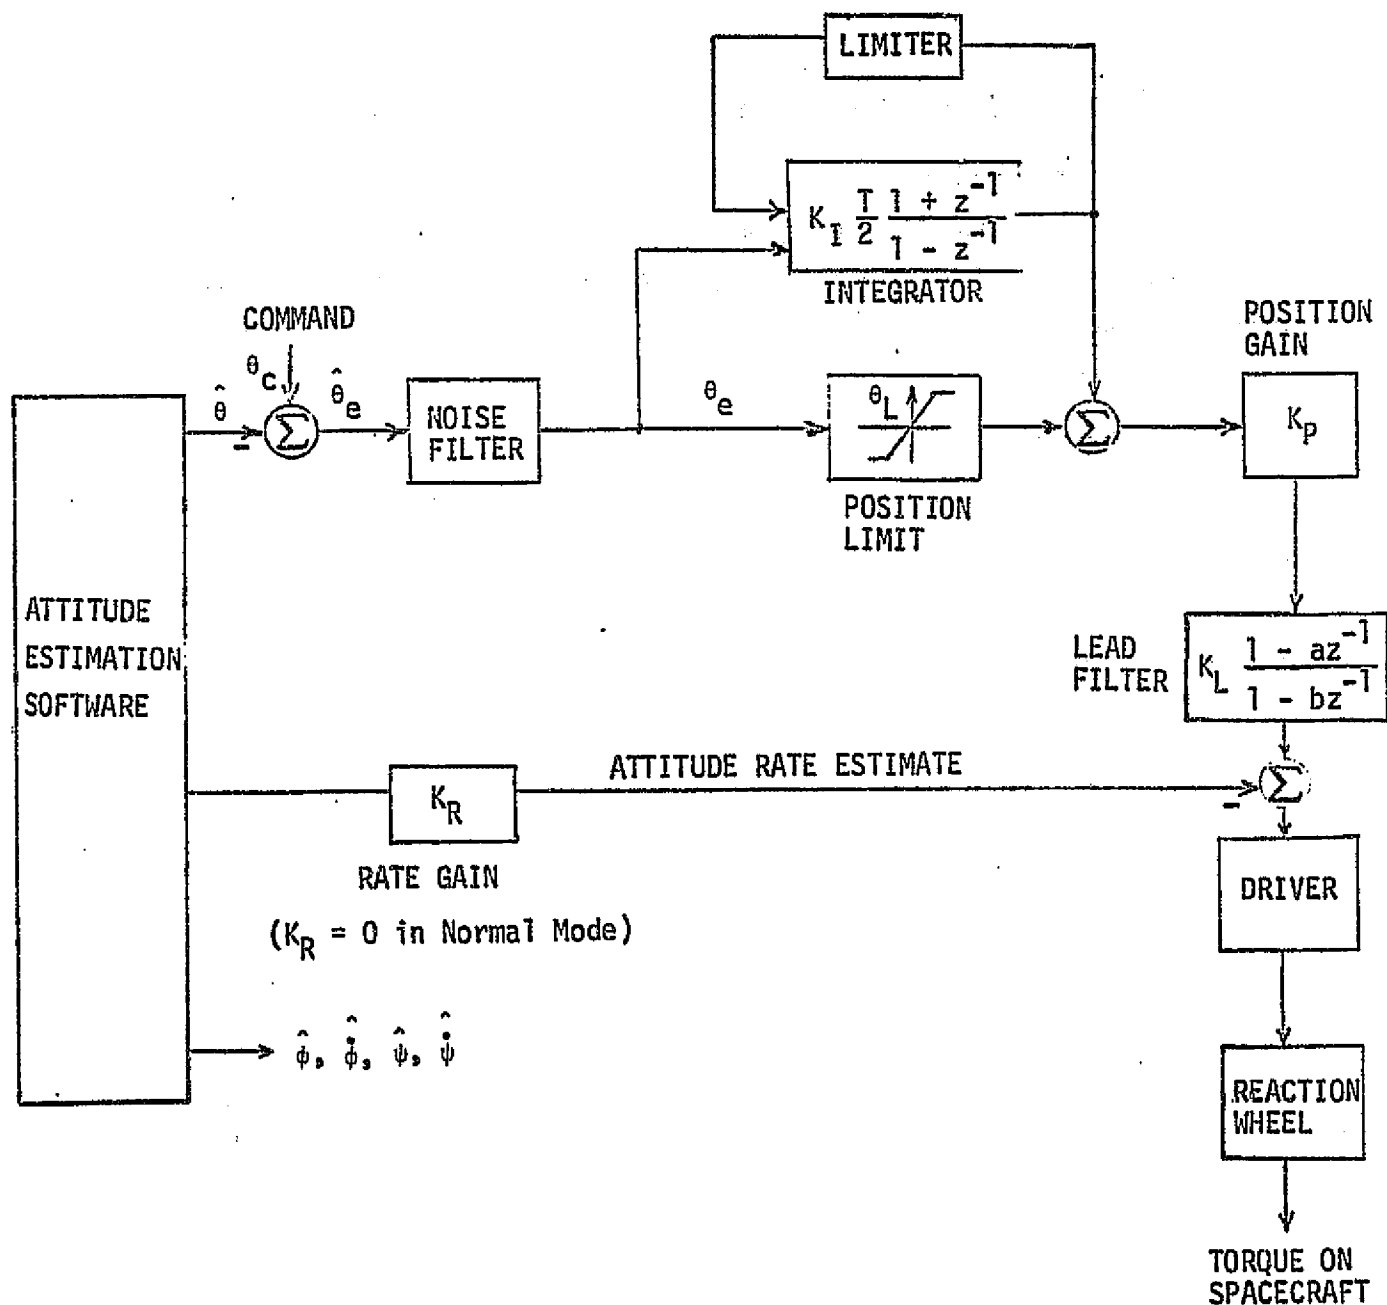 LIMITER
K_I T/2 (1 + z^-1)/(1 - z^-1)
INTEGRATOR
COMMAND
θ_c
θ̂
-
Σ
θ̂_e
NOISE
FILTER
θ_e
θ_L
POSITION
LIMIT
Σ
POSITION
GAIN
K_P
ATTITUDE
ESTIMATION
SOFTWARE
LEAD
FILTER
K_L (1 - az^-1)/(1 - bz^-1)
K_R
RATE GAIN
(K_R = 0 in Normal Mode)
ATTITUDE RATE ESTIMATE
-
Σ
DRIVER
φ̂, φ̇̂, ψ̂, ψ̇̂
REACTION
WHEEL
TORQUE ON
SPACECRAFT